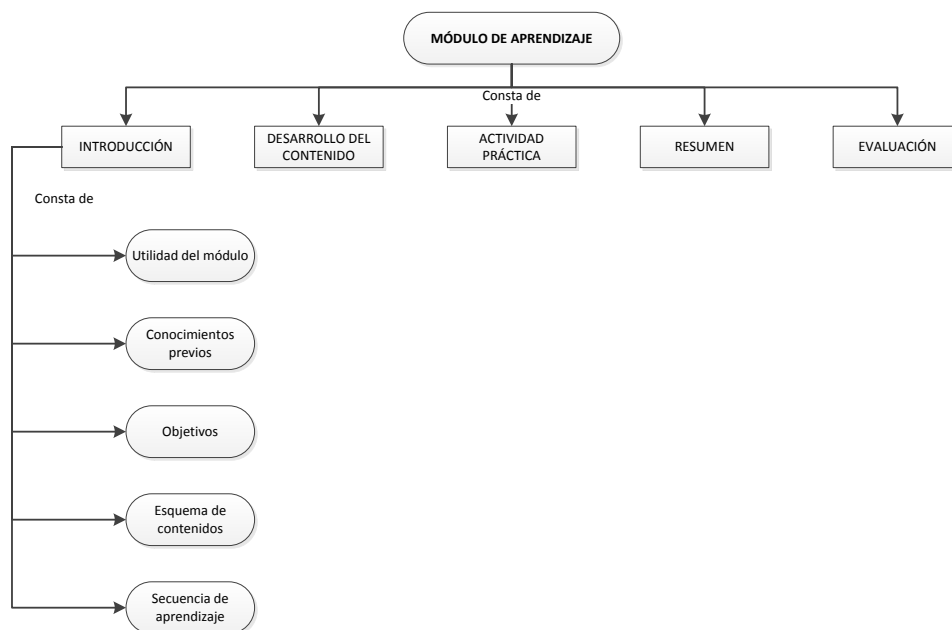 MÓDULO DE APRENDIZAJE
Consta de
INTRODUCCIÓN
DESARROLLO DEL
CONTENIDO
ACTIVIDAD
PRÁCTICA
RESUMEN
EVALUACIÓN
Consta de
Utilidad del módulo
Conocimientos
previos
Objetivos
Esquema de
contenidos
Secuencia de
aprendizaje